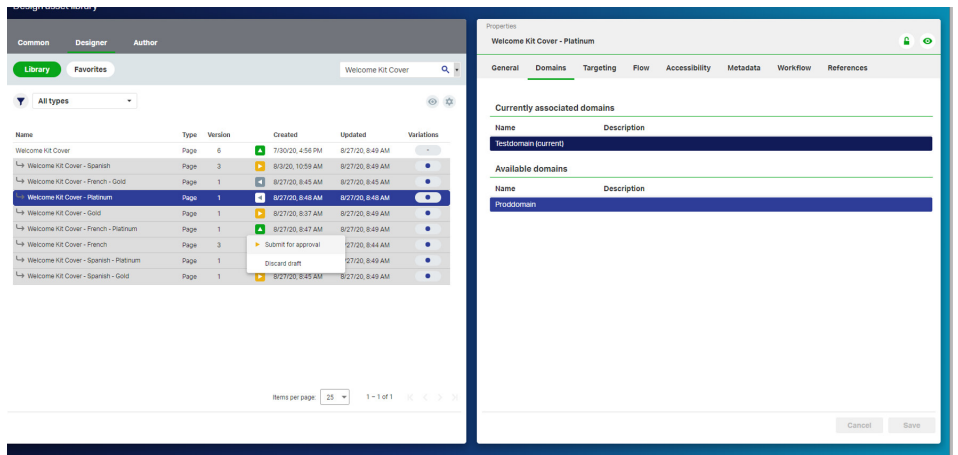 Design asset library
Common Designer Author
Library Favorites Welcome Kit Cover
All types
Name Type Version Created Updated Variations
Welcome Kit Cover Page 6 7/30/20, 4:56 PM 8/27/20, 8:49 AM -
Welcome Kit Cover - Spanish Page 3 8/3/20, 10:59 AM 8/27/20, 8:49 AM
Welcome Kit Cover - French - Gold Page 1 8/27/20, 8:45 AM 8/27/20, 8:45 AM
Welcome Kit Cover - Platinum Page 1 8/27/20, 8:48 AM 8/27/20, 8:48 AM
Welcome Kit Cover - Gold Page 1 8/27/20, 8:37 AM 8/27/20, 8:49 AM
Welcome Kit Cover - French - Platinum Page 1 8/27/20, 8:47 AM 8/27/20, 8:49 AM
Welcome Kit Cover - French Page 3 /27/20, 8:44 AM
Welcome Kit Cover - Spanish - Platinum Page 1 /27/20, 8:49 AM
Welcome Kit Cover - Spanish - Gold Page 1 8/27/20, 8:45 AM 8/27/20, 8:49 AM
Submit for approval
Discard draft
Items per page: 25 1 – 1 of 1
Properties
Welcome Kit Cover - Platinum
General Domains Targeting Flow Accessibility Metadata Workflow References
Currently associated domains
Name Description
Testdomain (current)
Available domains
Name Description
Proddomain
Cancel Save